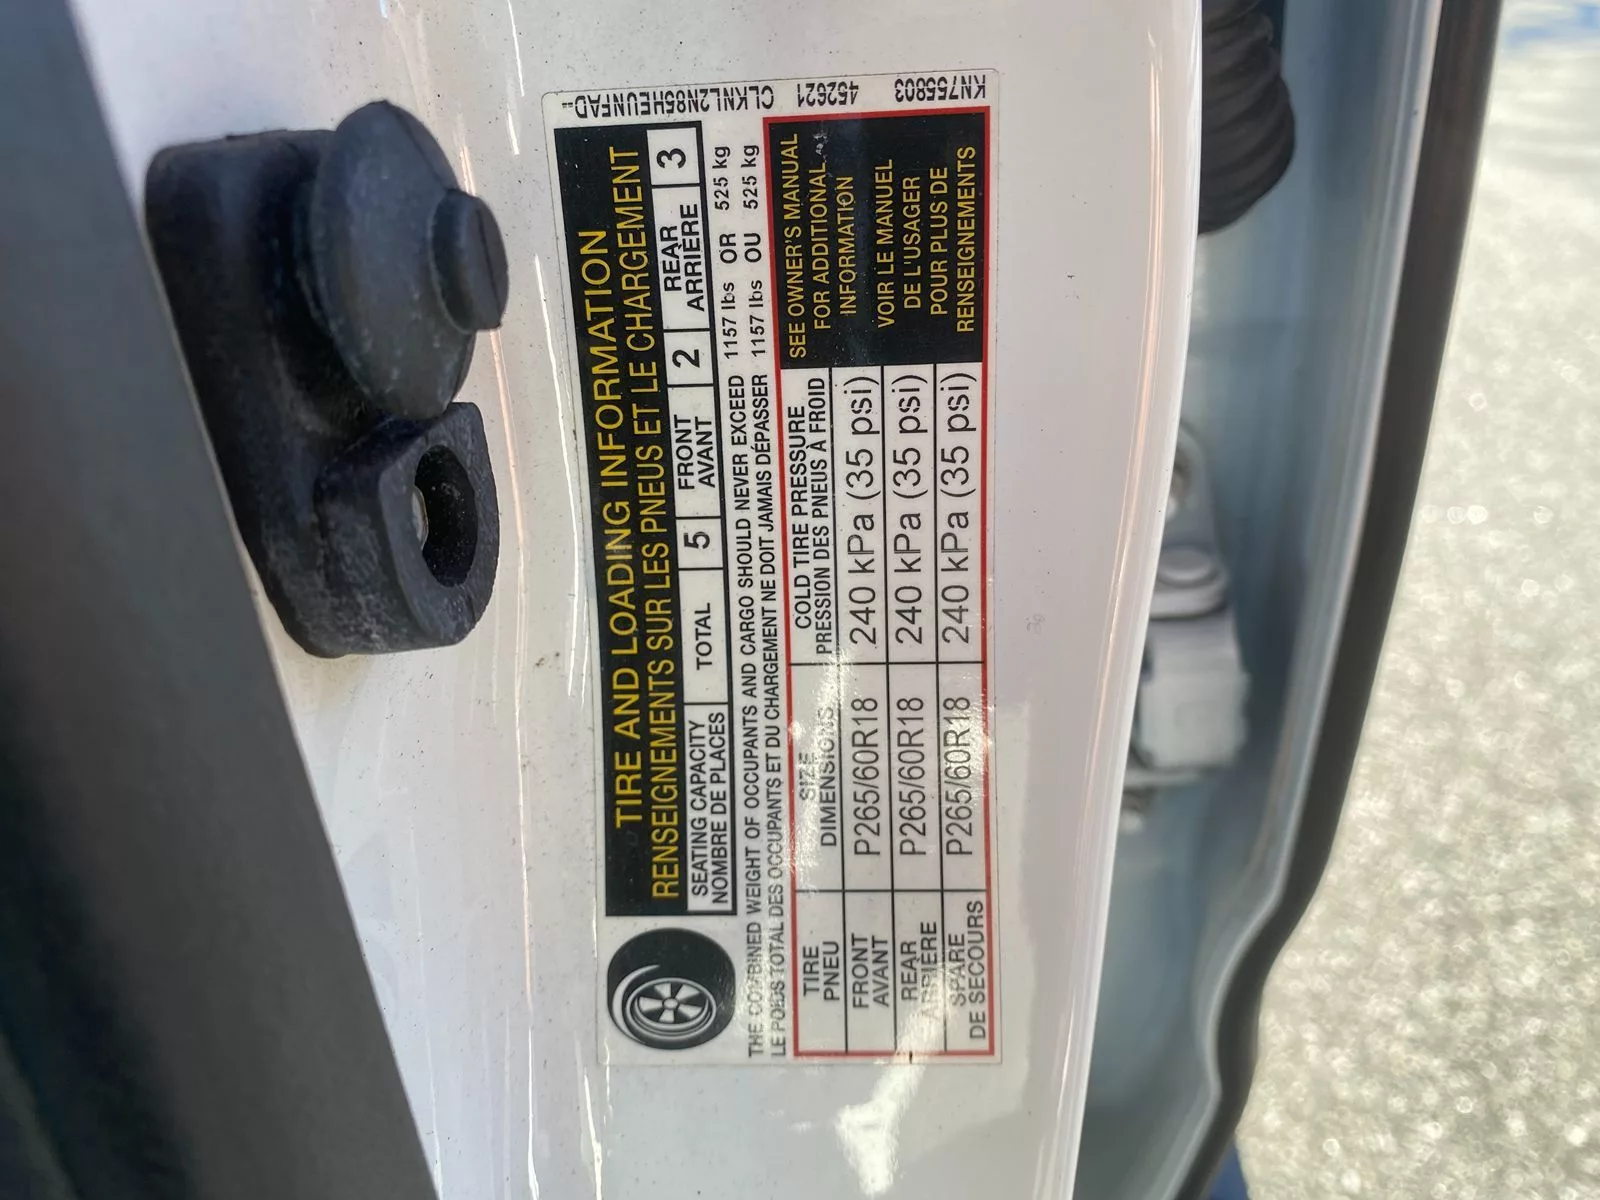 TIRE AND LOADING INFORMATION
RENSEIGNEMENTS SUR LES PNEUS ET LE CHARGEMENT
SEATING CAPACITY
NOMBRE DE PLACES
TOTAL
5
FRONT
AVANT
2
REAR
ARRIÈRE
3
THE COMBINED WEIGHT OF OCCUPANTS AND CARGO SHOULD NEVER EXCEED 1157 lbs OR 525 kg
LE POIDS TOTAL DES OCCUPANTS ET DU CHARGEMENT NE DOIT JAMAIS DÉPASSER 1157 lbs OU 525 kg
TIRE
PNEU
SIZE
DIMENSIONS
COLD TIRE PRESSURE
PRESSION DES PNEUS À FROID
FRONT
AVANT
P265/60R18
240 kPa (35 psi)
REAR
ARRIÈRE
P265/60R18
240 kPa (35 psi)
SPARE
DE SECOURS
P265/60R18
240 kPa (35 psi)
SEE OWNER'S MANUAL
FOR ADDITIONAL
INFORMATION
VOIR LE MANUEL
DE L'USAGER
POUR PLUS DE
RENSEIGNEMENTS
KN755803 452621 CLKNL2N85HEUNFAD--